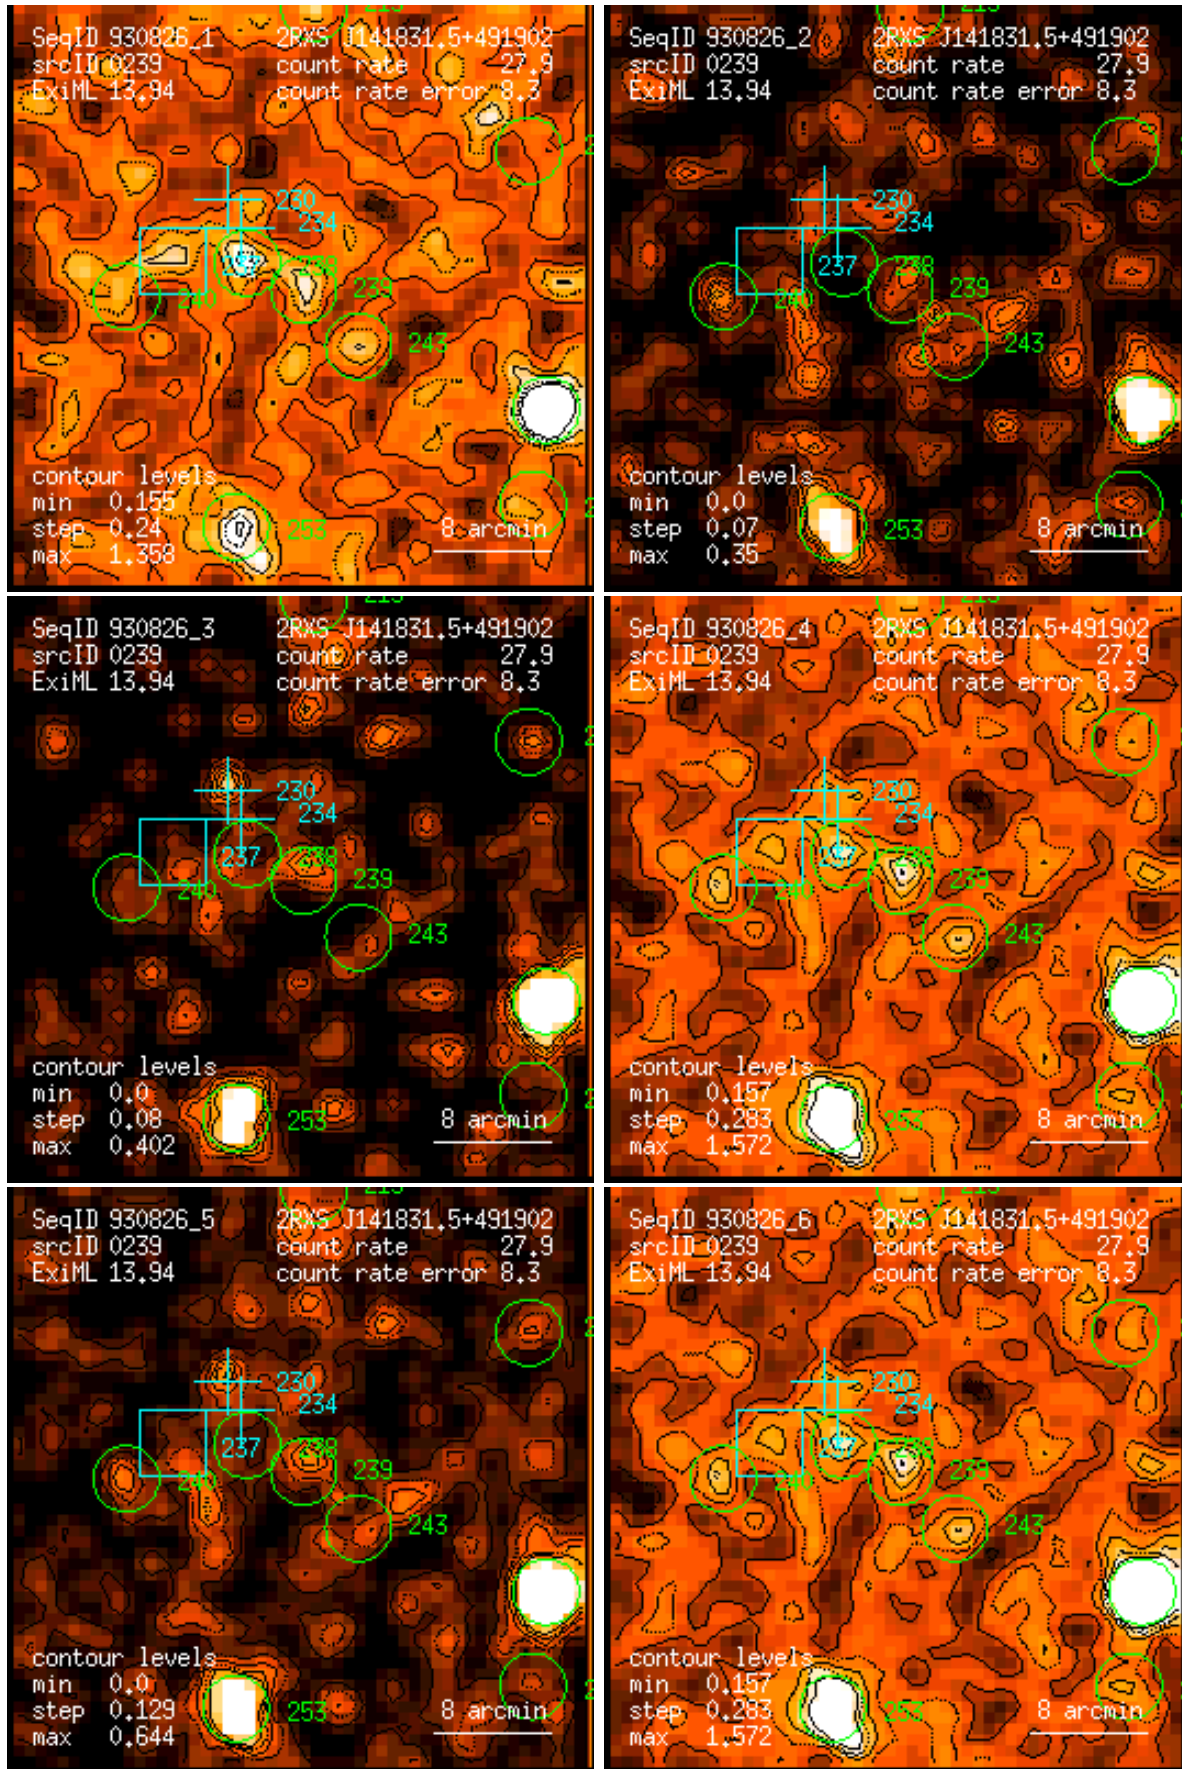 215
SeqID 930826_1 2RXS J141831.5+491902
srcID 0239 count rate 27.9
ExiML 13.94 count rate error 8.3
2
230
234
237 238
240 239
243
contour levels
min 0.155
step 0.24
max 1.358
253 8 arcmin
215
SeqID 930826_2 2RXS J141831.5+491902
srcID 0239 count rate 27.9
ExiML 13.94 count rate error 8.3
230
234
237 238
240 239
243
contour levels
min 0.0
step 0.07
max 0.35
253 8 arcmin
215
SeqID 930826_3 2RXS J141831.5+491902
srcID 0239 count rate 27.9
ExiML 13.94 count rate error 8.3
2
230
234
237 238
240 239
243
contour levels
min 0.0
step 0.08
max 0.402
253 8 arcmin
215
SeqID 930826_4 2RXS J141831.5+491902
srcID 0239 count rate 27.9
ExiML 13.94 count rate error 8.3
230
234
237 238
240 239
243
contour levels
min 0.157
step 0.283
max 1.572
253 8 arcmin
215
SeqID 930826_5 2RXS J141831.5+491902
srcID 0239 count rate 27.9
ExiML 13.94 count rate error 8.3
2
230
234
237 238
240 239
243
contour levels
min 0.0
step 0.129
max 0.644
253 8 arcmin
215
SeqID 930826_6 2RXS J141831.5+491902
srcID 0239 count rate 27.9
ExiML 13.94 count rate error 8.3
230
234
237 238
240 239
243
contour levels
min 0.157
step 0.283
max 1.572
253 8 arcmin